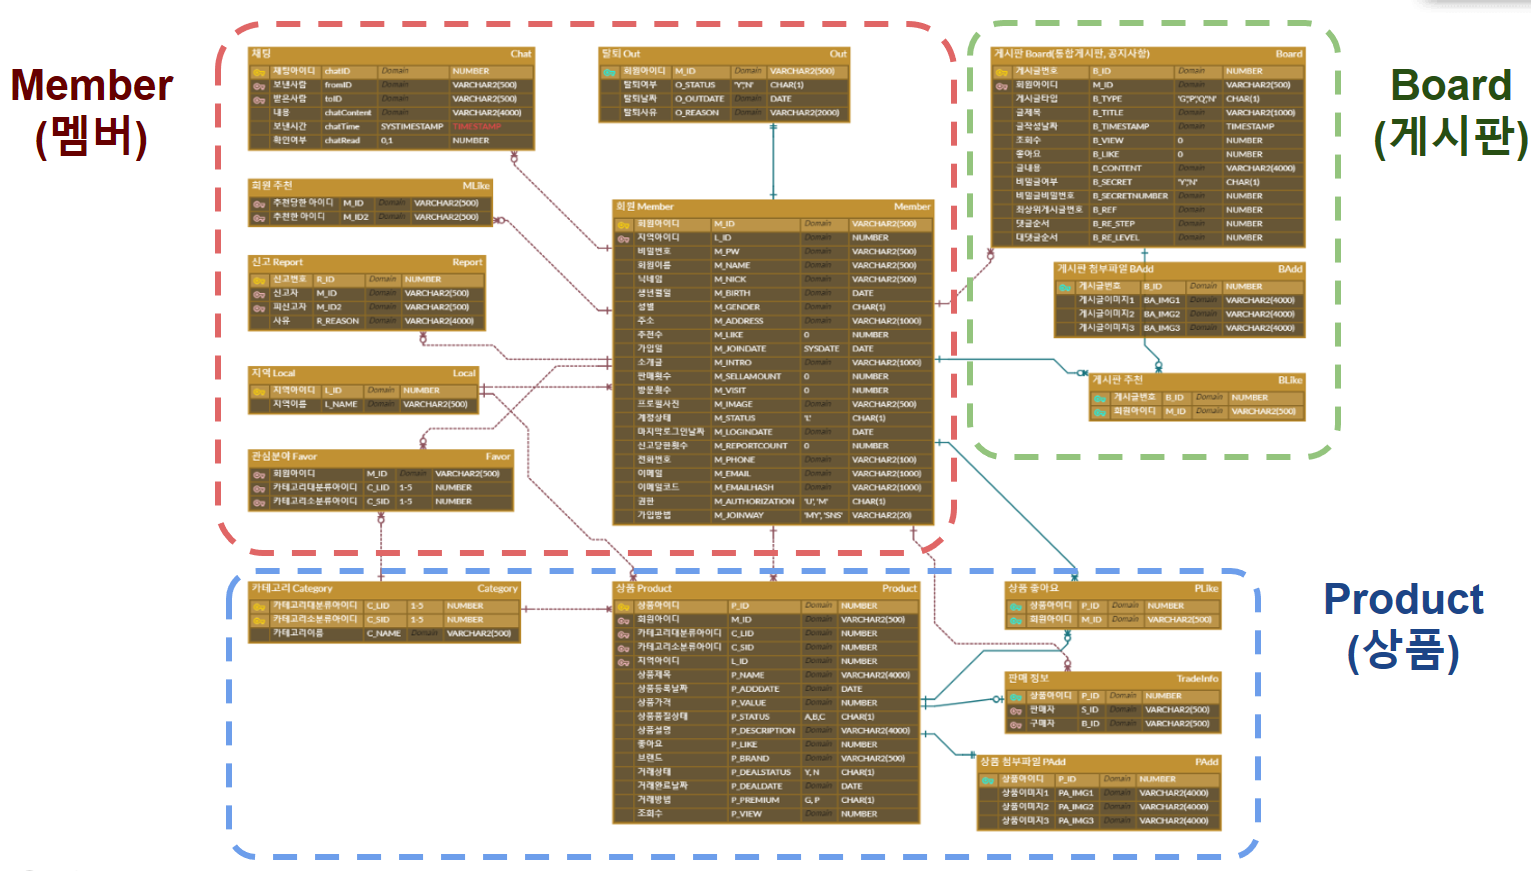 Member
(멤버)
채팅 Chat
채팅아이디 chatID Domain NUMBER
보낸사람 fromID Domain VARCHAR2(500)
받은사람 toID Domain VARCHAR2(500)
내용 chatContent Domain VARCHAR2(4000)
보낸시간 chatTime SYSTIMESTAMP TIMESTAMP
확인여부 chatRead 0,1 NUMBER
회원 추천 MLike
추천당한 아이디 M_ID Domain VARCHAR2(500)
추천한 아이디 M_ID2 Domain VARCHAR2(500)
신고 Report Report
신고번호 R_ID Domain NUMBER
신고자 M_ID Domain VARCHAR2(500)
피신고자 M_ID2 Domain VARCHAR2(500)
사유 R_REASON Domain VARCHAR2(4000)
지역 Local Local
지역아이디 L_ID Domain NUMBER
지역이름 L_NAME Domain VARCHAR2(500)
관심분야 Favor Favor
회원아이디 M_ID Domain VARCHAR2(500)
카테고리대분류아이디 C_LID 1-5 NUMBER
카테고리소분류아이디 C_SID 1-5 NUMBER
탈퇴 Out Out
회원아이디 M_ID Domain VARCHAR2(500)
탈퇴여부 O_STATUS 'Y','N' CHAR(1)
탈퇴날짜 O_OUTDATE Domain DATE
탈퇴사유 O_REASON Domain VARCHAR2(2000)
회원 Member Member
회원아이디 M_ID Domain VARCHAR2(500)
지역아이디 L_ID Domain NUMBER
비밀번호 M_PW Domain VARCHAR2(500)
회원이름 M_NAME Domain VARCHAR2(500)
닉네임 M_NICK Domain VARCHAR2(500)
생년월일 M_BIRTH Domain DATE
성별 M_GENDER Domain CHAR(1)
주소 M_ADDRESS Domain VARCHAR2(1000)
추천수 M_LIKE 0 NUMBER
가입일 M_JOINDATE SYSDATE DATE
소개글 M_INTRO Domain VARCHAR2(1000)
판매횟수 M_SELLAMOUNT 0 NUMBER
방문횟수 M_VISIT 0 NUMBER
프로필사진 M_IMAGE Domain VARCHAR2(500)
계정상태 M_STATUS CHAR(1)
마지막로그인날짜 M_LOGINDATE Domain DATE
신고당한횟수 M_REPORTCOUNT 0 NUMBER
전화번호 M_PHONE Domain VARCHAR2(100)
이메일 M_EMAIL Domain VARCHAR2(1000)
이메일코드 M_EMAILHASH Domain VARCHAR2(1000)
권한 M_AUTHORIZATION 'U', 'M' CHAR(1)
가입방법 M_JOINWAY 'MY', 'SNS' VARCHAR2(20)
Board
(게시판)
게시판 Board(통합게시판, 공지사항) Board
게시글번호 B_ID Domain NUMBER
회원아이디 M_ID Domain VARCHAR2(500)
게시글타입 B_TYPE 'G','P','Q','N' CHAR(1)
글제목 B_TITLE Domain VARCHAR2(1000)
글작성날짜 B_TIMESTAMP Domain TIMESTAMP
조회수 B_VIEW 0 NUMBER
좋아요 B_LIKE 0 NUMBER
글내용 B_CONTENT Domain VARCHAR2(4000)
비밀글여부 B_SECRET 'Y','N' CHAR(1)
비밀글비밀번호 B_SECRETNUMBER Domain NUMBER
최상위게시글번호 B_REF Domain NUMBER
댓글순서 B_RE_STEP Domain NUMBER
대댓글순서 B_RE_LEVEL Domain NUMBER
게시판 첨부파일 BAdd BAdd
게시글번호 B_ID Domain NUMBER
게시글이미지1 BA_IMG1 Domain VARCHAR2(4000)
게시글이미지2 BA_IMG2 Domain VARCHAR2(4000)
게시글이미지3 BA_IMG3 Domain VARCHAR2(4000)
게시판 추천 BLike
게시글번호 B_ID Domain NUMBER
회원아이디 M_ID Domain VARCHAR2(500)
Product
(상품)
카테고리 Category Category
카테고리대분류아이디 C_LID 1-5 NUMBER
카테고리소분류아이디 C_SID 1-5 NUMBER
카테고리이름 C_NAME Domain VARCHAR2(500)
상품 Product Product
상품아이디 P_ID Domain NUMBER
회원아이디 M_ID Domain VARCHAR2(500)
카테고리대분류아이디 C_LID Domain NUMBER
카테고리소분류아이디 C_SID Domain NUMBER
지역아이디 L_ID Domain NUMBER
상품제목 P_NAME Domain VARCHAR2(4000)
상품등록날짜 P_ADDDATE Domain DATE
상품가격 P_VALUE Domain NUMBER
상품품질상태 P_STATUS A,B,C CHAR(1)
상품설명 P_DESCRIPTION Domain VARCHAR2(4000)
좋아요 P_LIKE Domain NUMBER
브랜드 P_BRAND Domain VARCHAR2(500)
거래상태 P_DEALSTATUS Y, N CHAR(1)
거래완료날짜 P_DEALDATE Domain DATE
거래방법 P_PREMIUM G, P CHAR(1)
조회수 P_VIEW Domain NUMBER
상품 좋아요 PLike
상품아이디 P_ID Domain NUMBER
회원아이디 M_ID Domain VARCHAR2(500)
판매 정보 TradeInfo
상품아이디 P_ID Domain NUMBER
판매자 S_ID Domain VARCHAR2(500)
구매자 B_ID Domain VARCHAR2(500)
상품 첨부파일 PAdd PAdd
상품아이디 P_ID Domain NUMBER
상품이미지1 PA_IMG1 Domain VARCHAR2(4000)
상품이미지2 PA_IMG2 Domain VARCHAR2(4000)
상품이미지3 PA_IMG3 Domain VARCHAR2(4000)